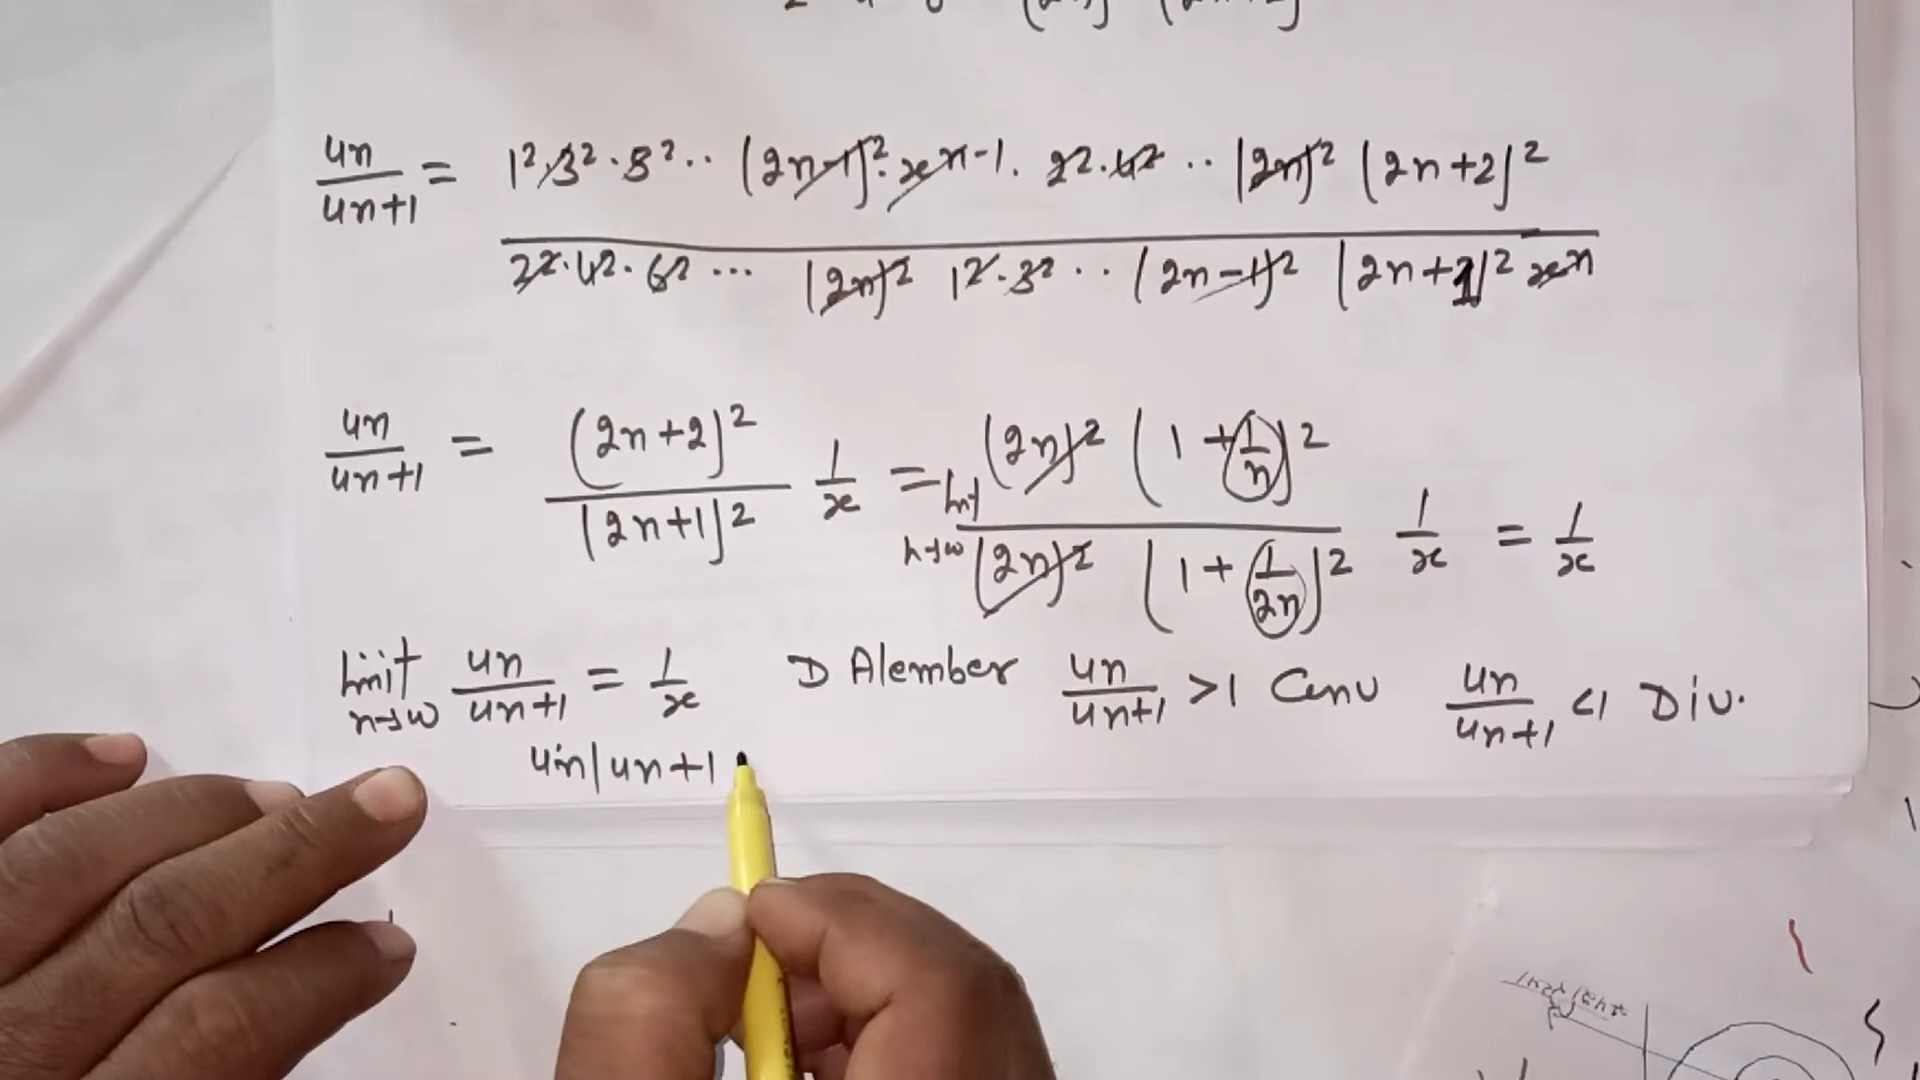 un/un+1 = 1² 3² · 5² ·· (2n-1)² · x^n-1 · 2² · 4² ·· (2n)² (2n+2)²
2² · 4² · 6² ··· (2n)² 1² · 3² ·· (2n-1)² (2n+1)² x^n
un/un+1 = (2n+2)²/(2n+1)² 1/x = lmt n→∞ (2n)² (1+1/n)²/(2n)² (1+1/2n)² 1/x = 1/x
limit n→∞ un/un+1 = 1/x D Alember un/un+1 >1 Conv un/un+1 <1 Div.
un/un+1